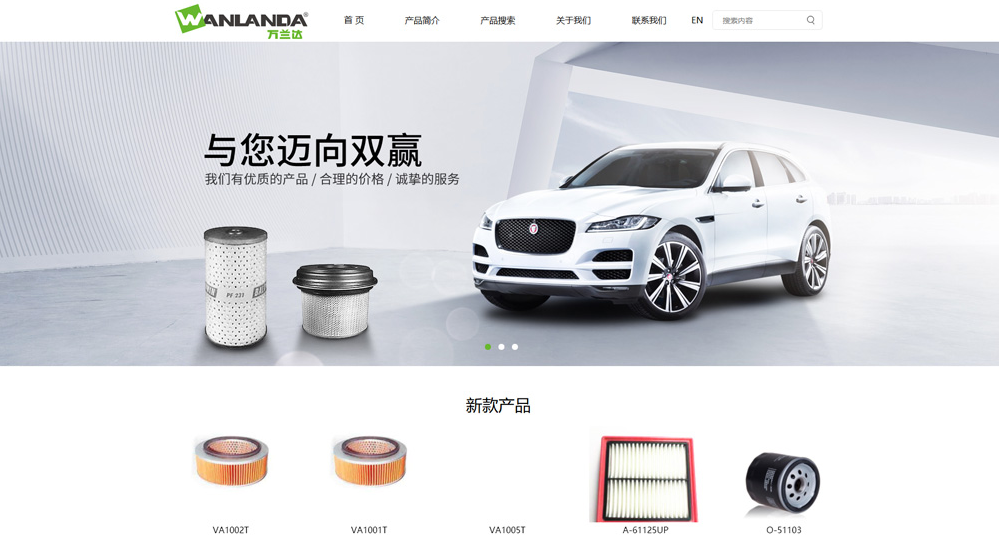 WANLANDA®
万兰达
首 页
产品简介
产品搜索
关于我们
联系我们
EN
搜索内容
与您迈向双赢
我们有优质的产品 / 合理的价格 / 诚挚的服务
PF 231
新款产品
VA1002T
VA1001T
VA1005T
A-61125UP
O-51103